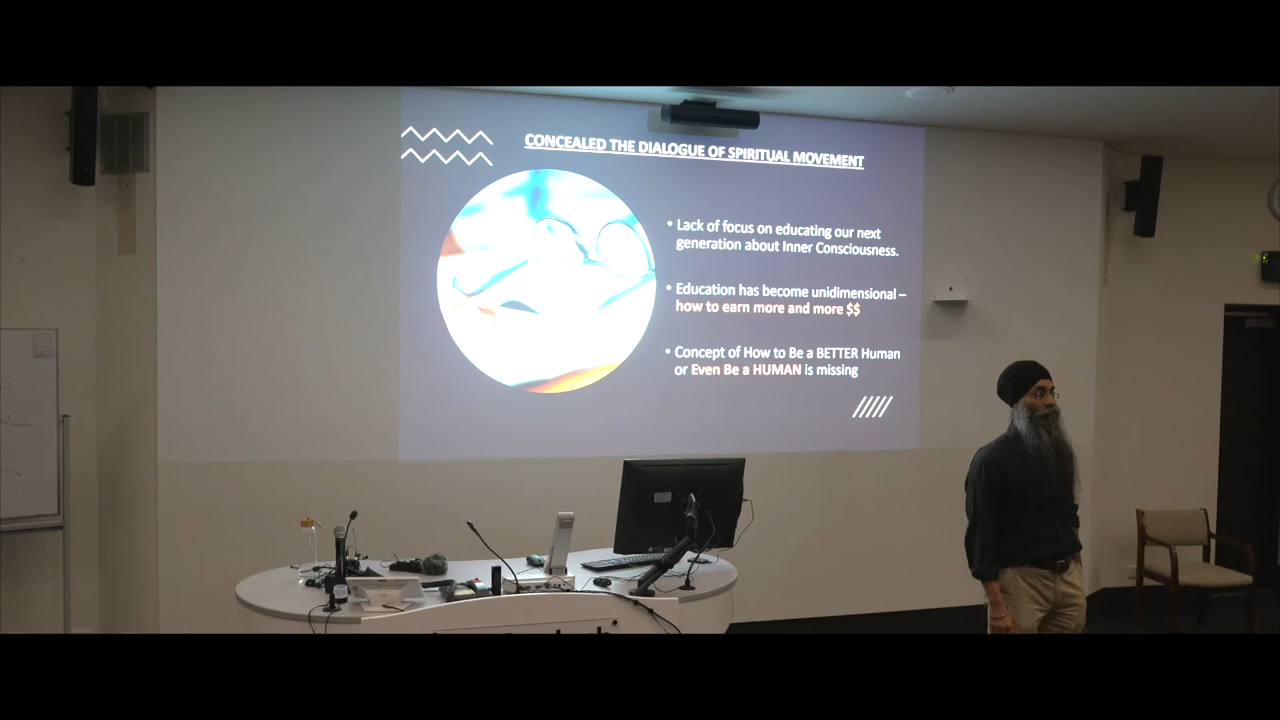 CONCEALED THE DIALOGUE OF SPIRITUAL MOVEMENT
• Lack of focus on educating our next
generation about Inner Consciousness.
• Education has become unidimensional –
how to earn more and more $$
• Concept of How to Be a BETTER Human
or Even Be a HUMAN is missing